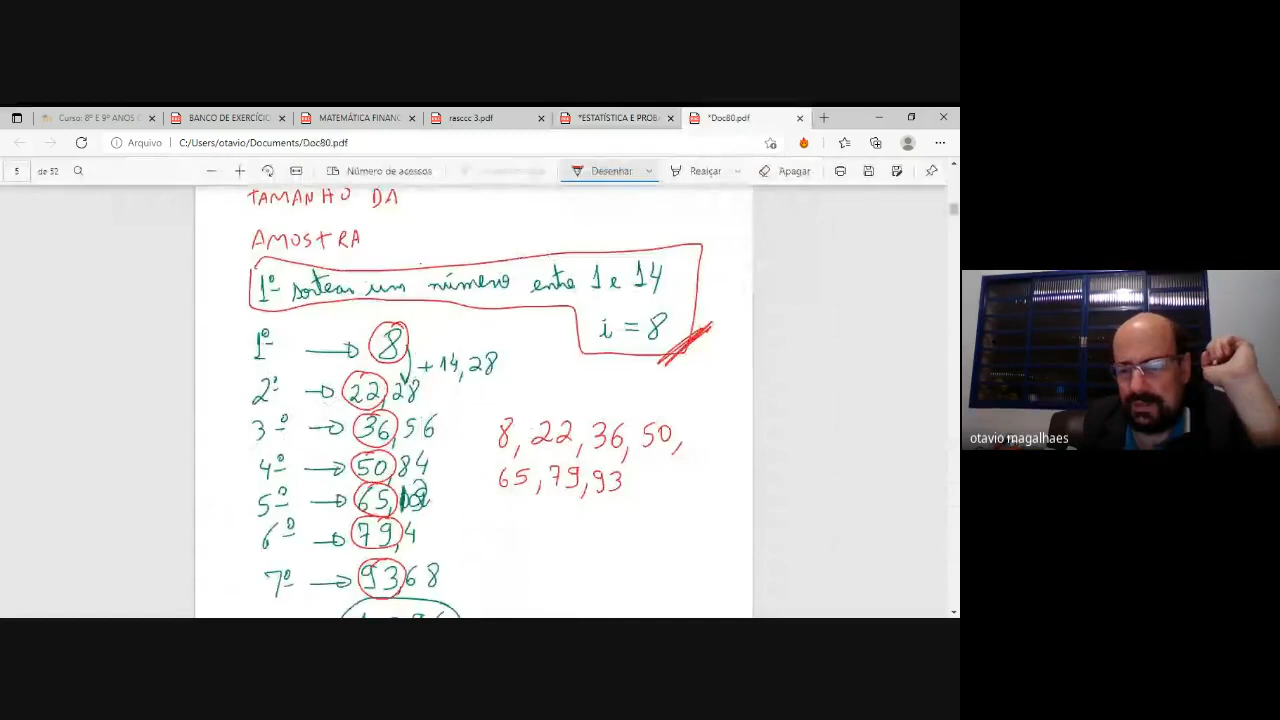 Curso: 8º E 9º ANOS
BANCO DE EXERCÍCIO
MATEMÁTICA FINANC
rasccc 3.pdf
*ESTATÍSTICA E PROBA
*Doc80.pdf
Arquivo
C:/Users/otavio/Documents/Doc80.pdf
5
de 52
Número de acessos
Desenhar
Realçar
Apagar
TAMANHO DA
AMOSTRA
1º sortear um número entre 1 e 14
i = 8
1º → 8
+ 14,28
2º → 22,28
3º → 36,56
8, 22, 36, 50,
4º → 50,84
65, 79, 93
5º → 65,
6º → 79,4
7º → 93 68
otavio magalhaes